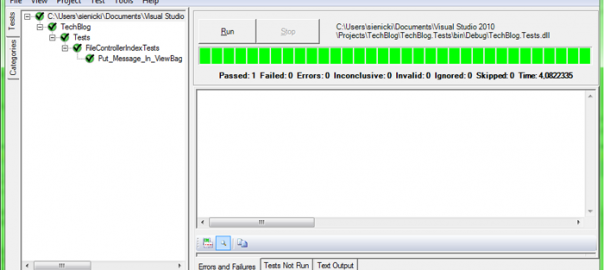 File View Project Test Tools Help
Tests
Categories
C:\Users\sienicki\Documents\Visual Studio
TechBlog
Tests
FileControllerIndexTests
Put_Message_In_ViewBag
Run
Stop
C:\Users\sienicki\Documents\Visual Studio 2010
\Projects\TechBlog\TechBlog.Tests\bin\Debug\TechBlog.Tests.dll
Passed: 1 Failed: 0 Errors: 0 Inconclusive: 0 Invalid: 0 Ignored: 0 Skipped: 0 Time: 4,0822335
Errors and Failures
Tests Not Run
Text Output